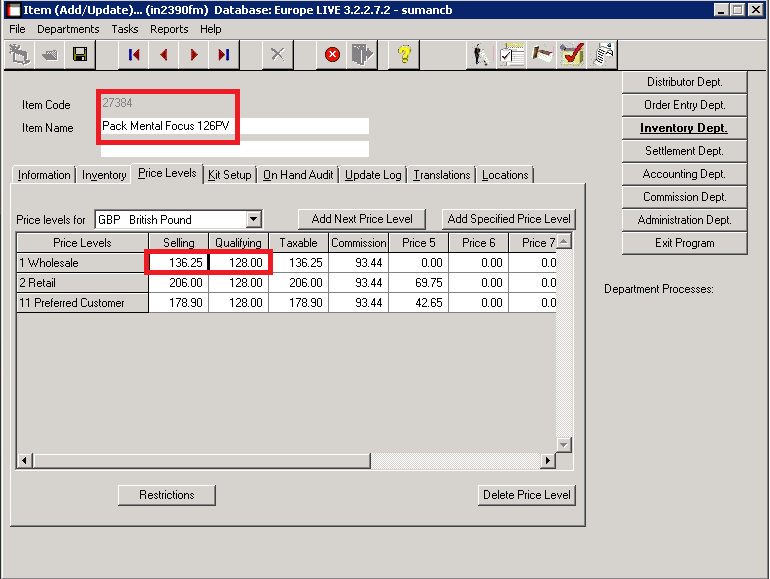 Item (Add/Update)... (in2390fm) Database: Europe LIVE 3.2.2.7.2 - sumancb
File Departments Tasks Reports Help
Item Code 27384
Item Name Pack Mental Focus 126PV
Distributor Dept.
Order Entry Dept.
Inventory Dept.
Settlement Dept.
Accounting Dept.
Commission Dept.
Administration Dept.
Exit Program
Department Processes:
Information Inventory Price Levels Kit Setup On Hand Audit Update Log Translations Locations
Price levels for GBP British Pound Add Next Price Level Add Specified Price Level
Price Levels Selling Qualifying Taxable Commission Price 5 Price 6 Price 7
1 Wholesale 136.25 128.00 136.25 93.44 0.00 0.00 0.0
2 Retail 206.00 128.00 206.00 93.44 69.75 0.00 0.0
11 Preferred Customer 178.90 128.00 178.90 93.44 42.65 0.00 0.0
Restrictions Delete Price Level